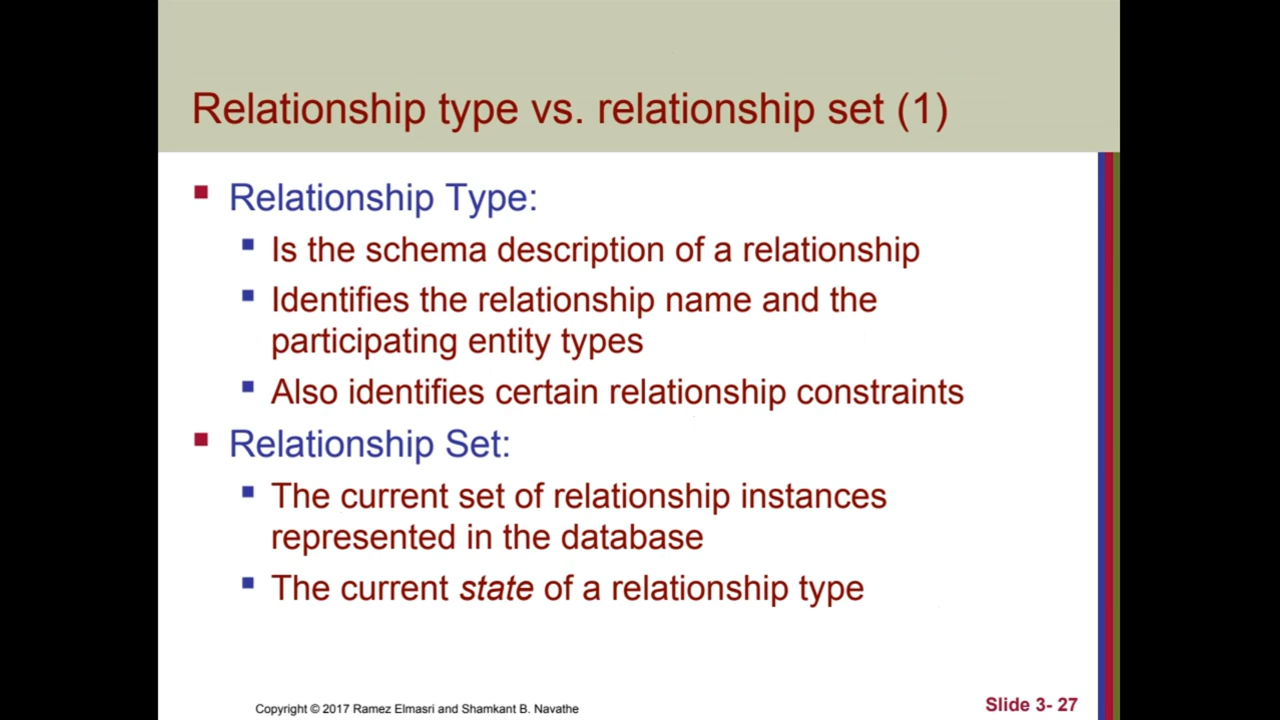 Relationship type vs. relationship set (1)
Relationship Type:
Is the schema description of a relationship
Identifies the relationship name and the
participating entity types
Also identifies certain relationship constraints
Relationship Set:
The current set of relationship instances
represented in the database
The current state of a relationship type
Copyright © 2017 Ramez Elmasri and Shamkant B. Navathe
Slide 3- 27